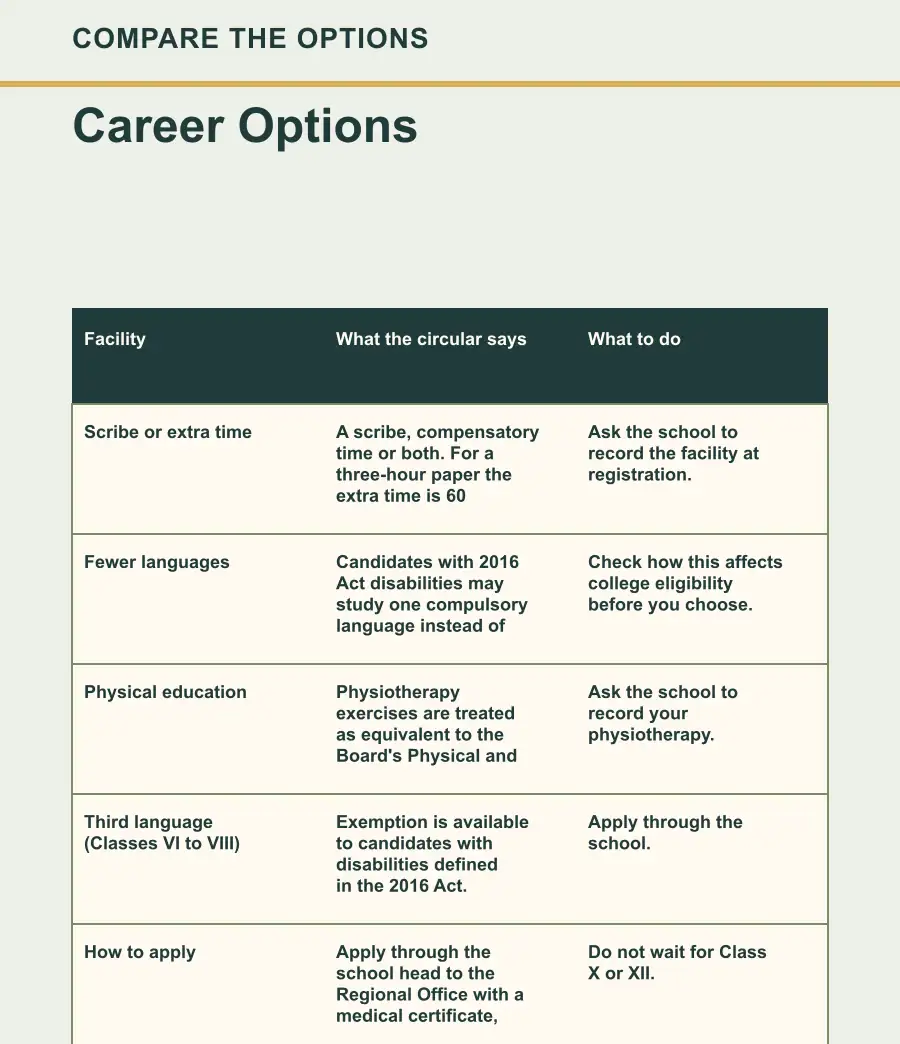 COMPARE THE OPTIONS
Career Options
Facility
What the circular says
What to do
Scribe or extra time
A scribe, compensatory
time or both. For a
three-hour paper the
extra time is 60
Ask the school to
record the facility at
registration.
Fewer languages
Candidates with 2016
Act disabilities may
study one compulsory
language instead of
Check how this affects
college eligibility
before you choose.
Physical education
Physiotherapy
exercises are treated
as equivalent to the
Board's Physical and
Ask the school to
record your
physiotherapy.
Third language
(Classes VI to VIII)
Exemption is available
to candidates with
disabilities defined
in the 2016 Act.
Apply through the
school.
How to apply
Apply through the
school head to the
Regional Office with a
medical certificate,
Do not wait for Class
X or XII.